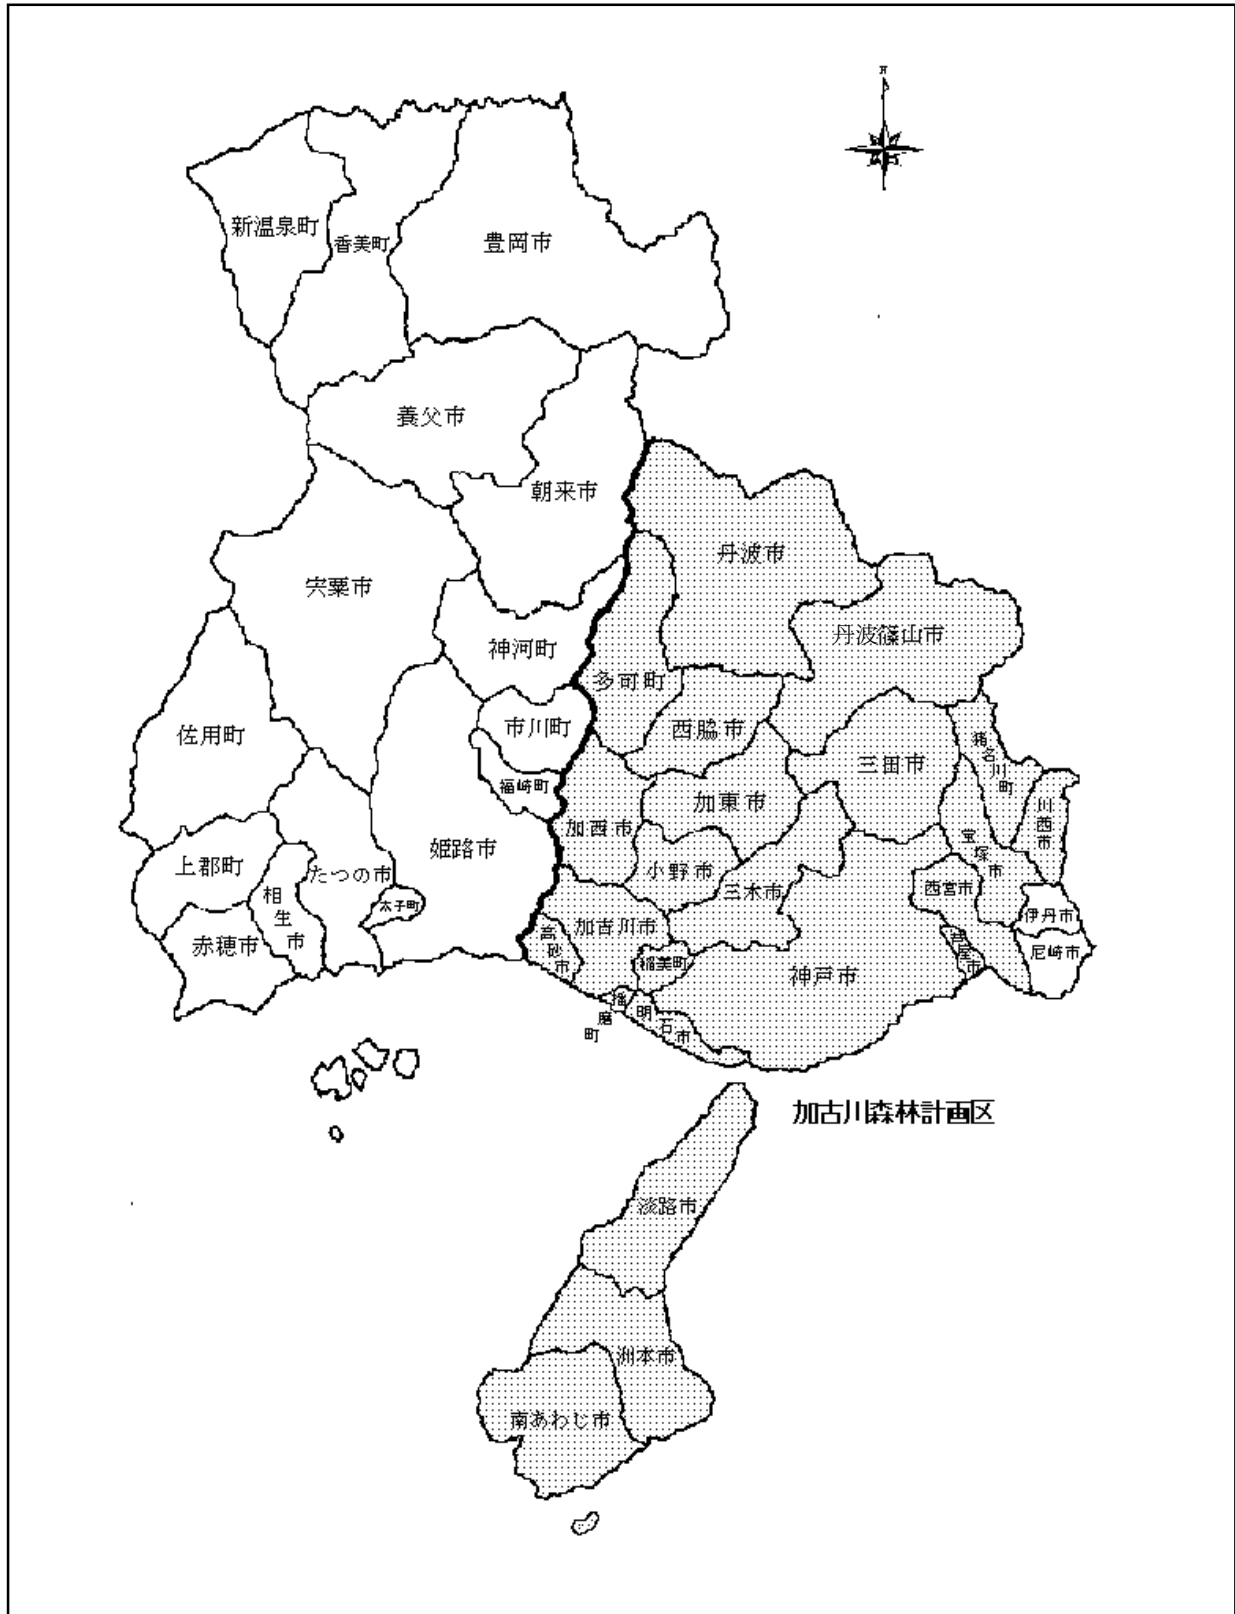 N
新温泉町
香美町
豊岡市
養父市
朝来市
丹波市
宍粟市
丹波篠山市
神河町
多可町
市川町
西脇市
佐用町
猪名川町
三田市
福崎町
加東市
川西市
加西市
姫路市
宝塚市
上郡町
たつの市
小野市
三木市
西宮市
相生市
太子町
伊丹市
赤穂市
高砂市
加古川市
芦屋市
尼崎市
稲美町
神戸市
播磨町
明石市
加古川森林計画区
淡路市
洲本市
南あわじ市